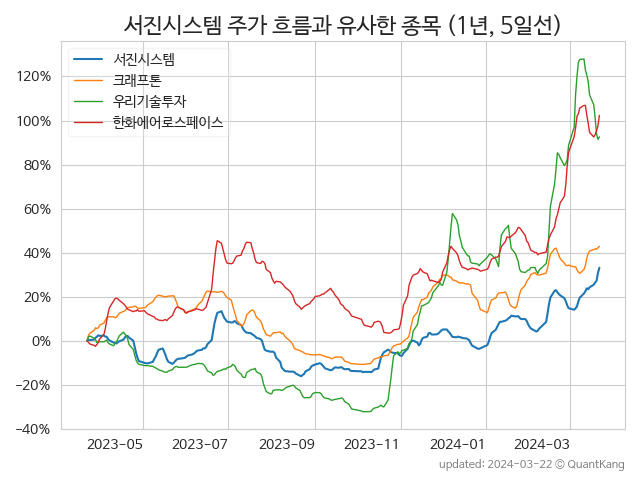 서진시스템 주가 흐름과 유사한 종목 (1년, 5일선)
서진시스템
크래프톤
우리기술투자
한화에어로스페이스
120%
100%
80%
60%
40%
20%
0%
−20%
−40%
2023-05
2023-07
2023-09
2023-11
2024-01
2024-03
updated: 2024-03-22 © QuantKang